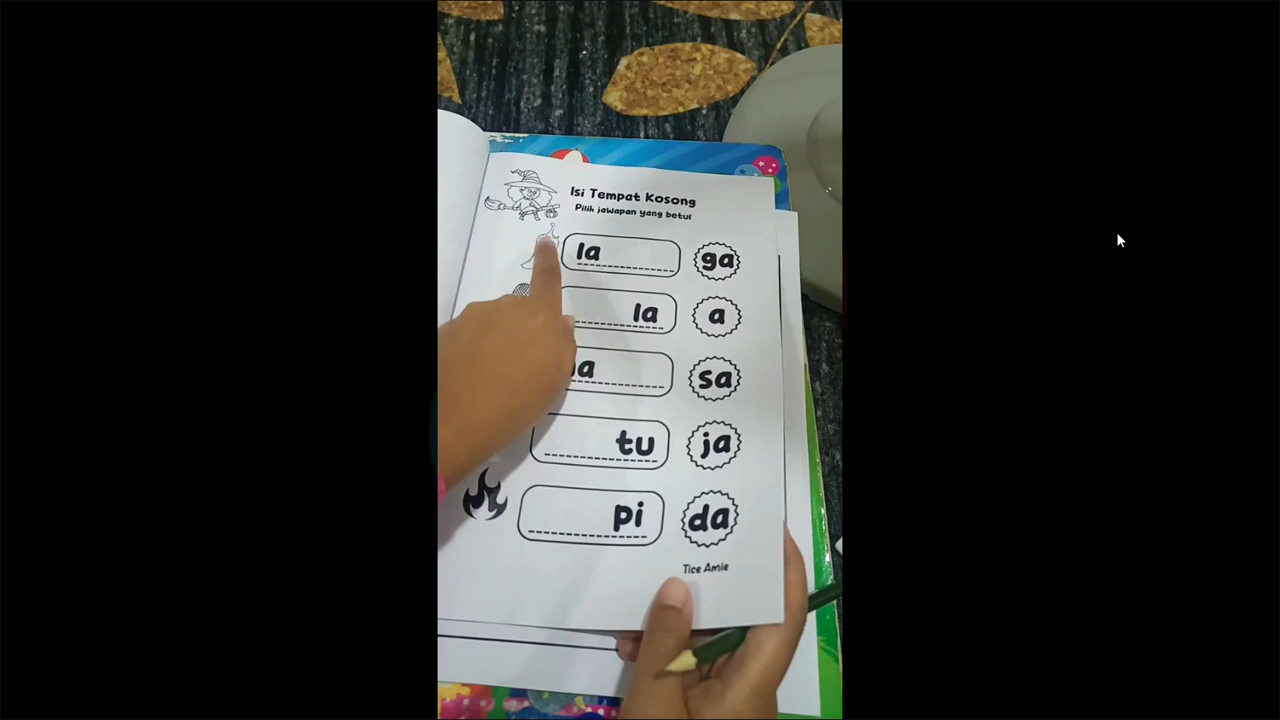 Isi Tempat Kosong
Pilih jawapan yang betul
la ga
la a
sa
tu ja
pi da
Tice Amie